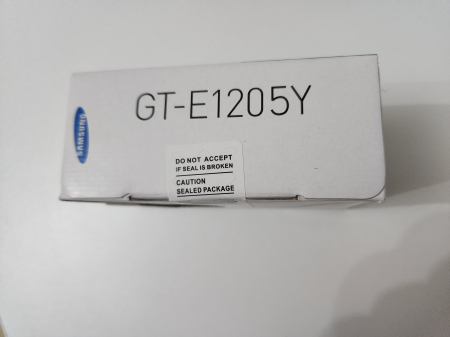 SAMSUNG
GT-E1205Y
DO NOT ACCEPT
IF SEAL IS BROKEN
CAUTION
SEALED PACKAGE